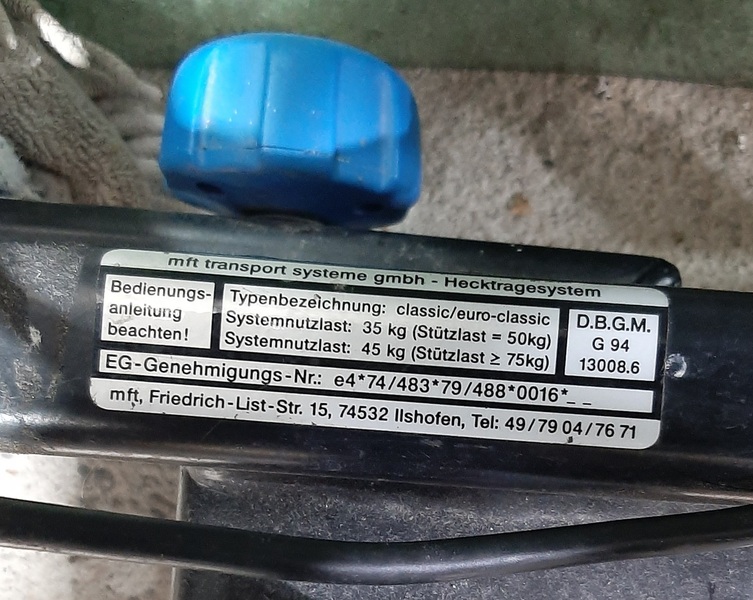 mft transport systeme gmbh - Hecktragesystem
Bedienungs-
anleitung
beachten!
Typenbezeichnung: classic/euro-classic
Systemnutzlast: 35 kg (Stützlast = 50kg)
Systemnutzlast: 45 kg (Stützlast ≥ 75kg)
D.B.G.M.
G 94
13008.6
EG-Genehmigungs-Nr.: e4*74/483*79/488*0016*_ _
mft, Friedrich-List-Str. 15, 74532 Ilshofen, Tel: 49/79 04/76 71